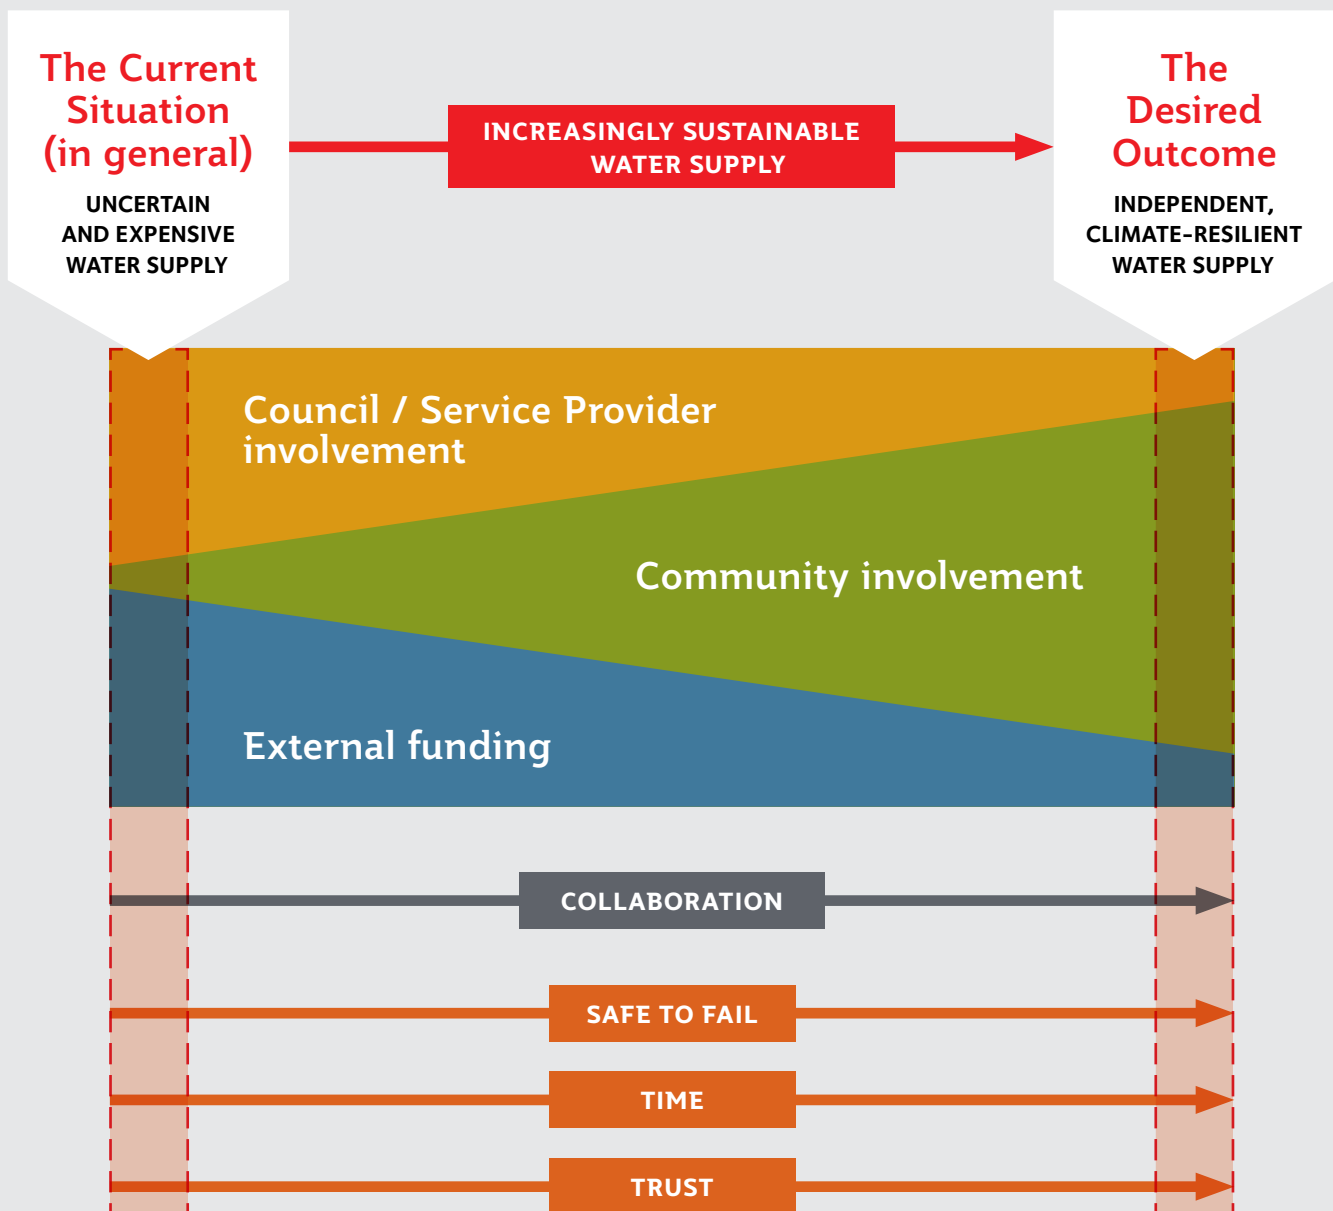 The Current
Situation
(in general)
UNCERTAIN
AND EXPENSIVE
WATER SUPPLY
INCREASINGLY SUSTAINABLE
WATER SUPPLY
The
Desired
Outcome
INDEPENDENT,
CLIMATE-RESILIENT
WATER SUPPLY
Council / Service Provider
involvement
Community involvement
External funding
COLLABORATION
SAFE TO FAIL
TIME
TRUST